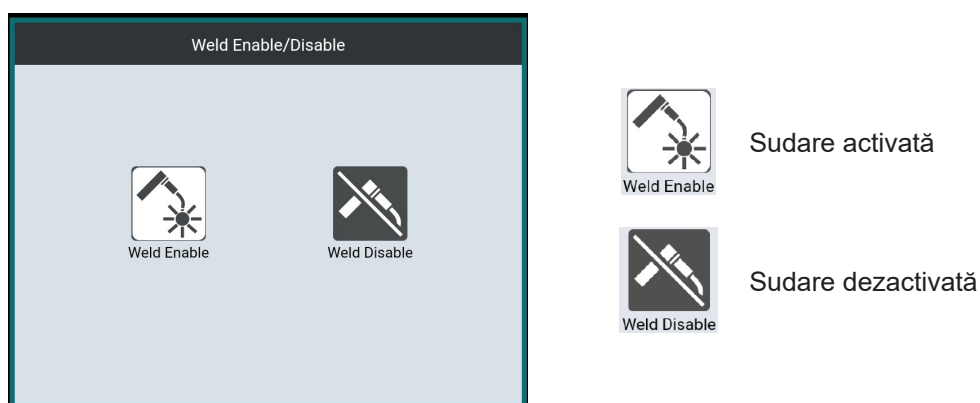 Weld Enable/Disable
Weld Enable
Weld Disable
Weld Enable
Sudare activată
Weld Disable
Sudare dezactivată